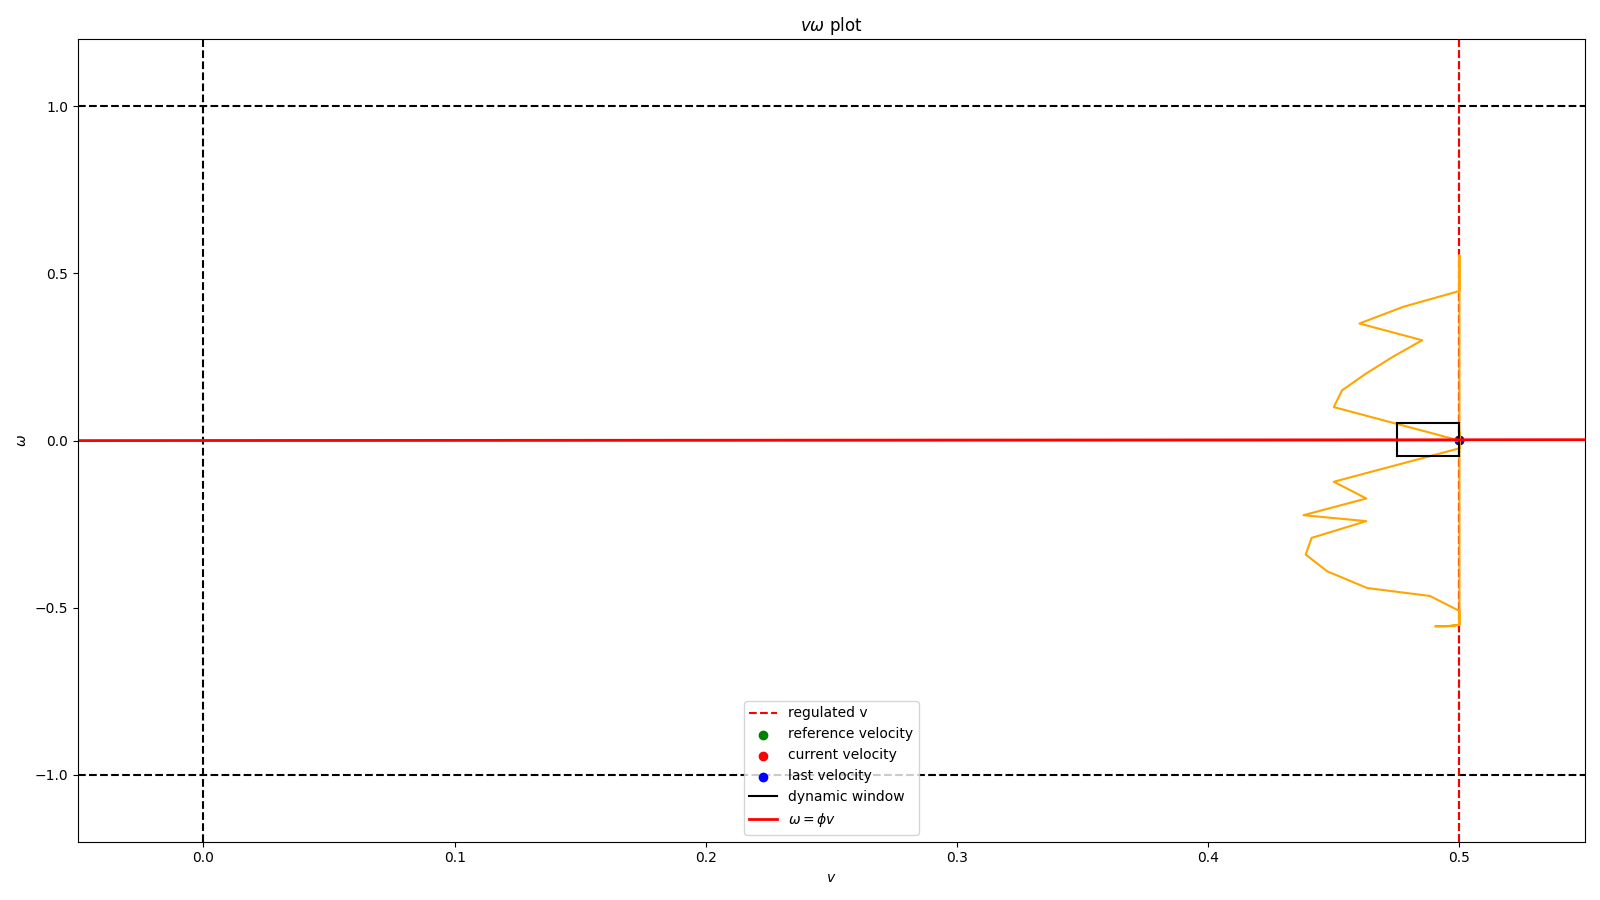 vω plot
ω
1.0
0.5
0.0
−0.5
−1.0
0.0 0.1 0.2 0.3 0.4 0.5
v
regulated v
reference velocity
current velocity
last velocity
dynamic window
ω = ϕv